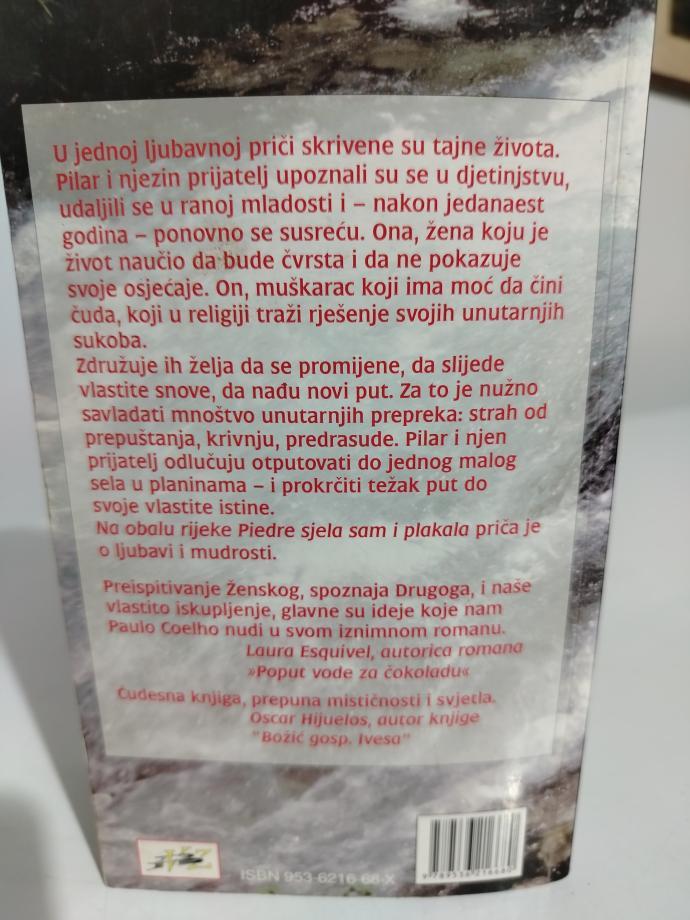 U jednoj ljubavnoj priči skrivene su tajne života.
Pilar i njezin prijatelj upoznali su se u djetinjstvu,
udaljili se u ranoj mladosti i – nakon jedanaest
godina – ponovno se susreću. Ona, žena koju je
život naučio da bude čvrsta i da ne pokazuje
svoje osjećaje. On, muškarac koji ima moć da čini
čuda, koji u religiji traži rješenje svojih unutarnjih
sukoba.
Združuje ih želja da se promijene, da slijede
vlastite snove, da nađu novi put. Za to je nužno
savladati mnoštvo unutarnjih prepreka: strah od
prepuštanja, krivnju, predrasude. Pilar i njen
prijatelj odlučuju otputovati do jednog malog
sela u planinama – i prokrčiti težak put do
svoje vlastite istine.
Na obalu rijeke Piedre sjela sam i plakala priča je
o ljubavi i mudrosti.
Preispitivanje Ženskog, spoznaja Drugoga, i naše
vlastito iskupljenje, glavne su ideje koje nam
Paulo Coelho nudi u svom iznimnom romanu.
Laura Esquivel, autorica romana
»Poput vode za čokoladu«
Čudesna knjiga, prepuna mističnosti i svjetla.
Oscar Hijuelos, autor knjige
"Božić gosp. Ivesa"
ISBN 953-6216-68-X
9 789536 216680